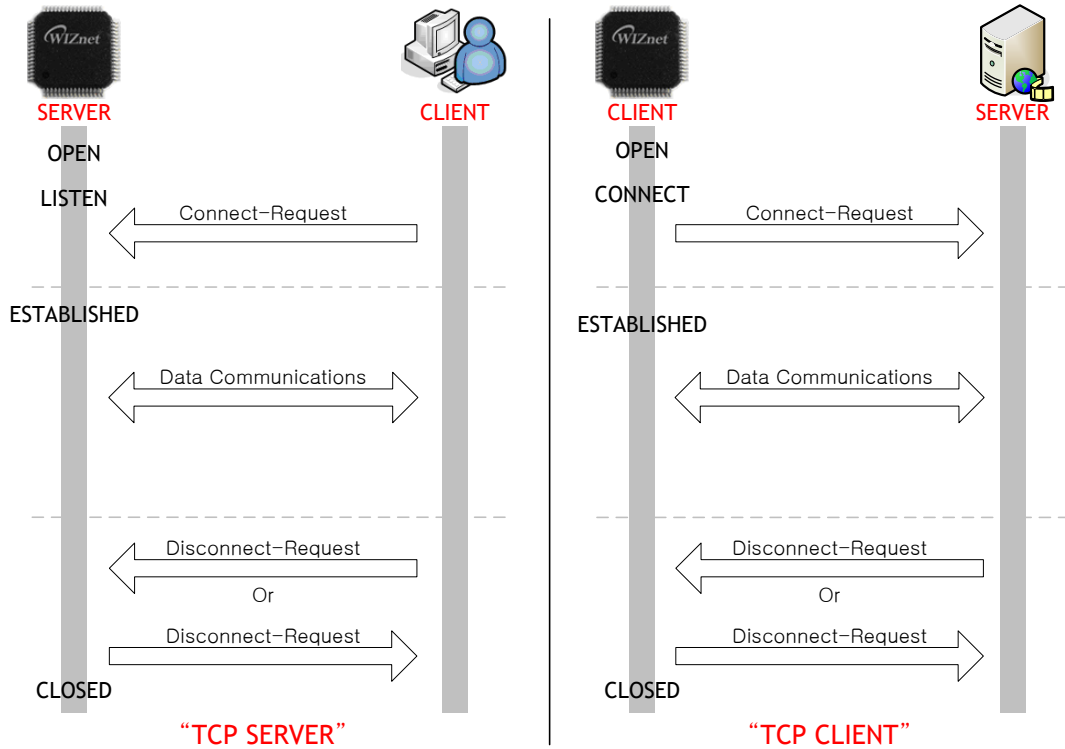 WIZnet
SERVER
CLIENT
OPEN
LISTEN
Connect-Request
ESTABLISHED
Data Communications
Disconnect-Request
Or
Disconnect-Request
CLOSED
“TCP SERVER”
WIZnet
CLIENT
SERVER
OPEN
CONNECT
Connect-Request
ESTABLISHED
Data Communications
Disconnect-Request
Or
Disconnect-Request
CLOSED
“TCP CLIENT”